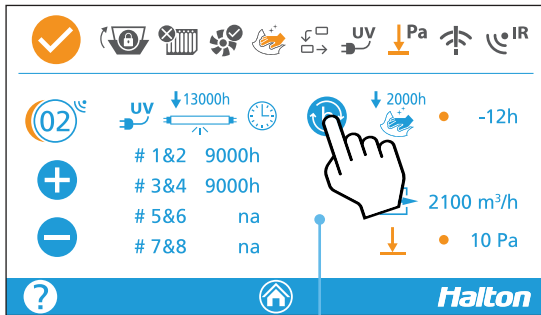 UV Pa IR
02 UV 13000h 2000h -12h
# 1&2 9000h
# 3&4 9000h
2100 m³/h
# 5&6 na
# 7&8 na 10 Pa
? Halton